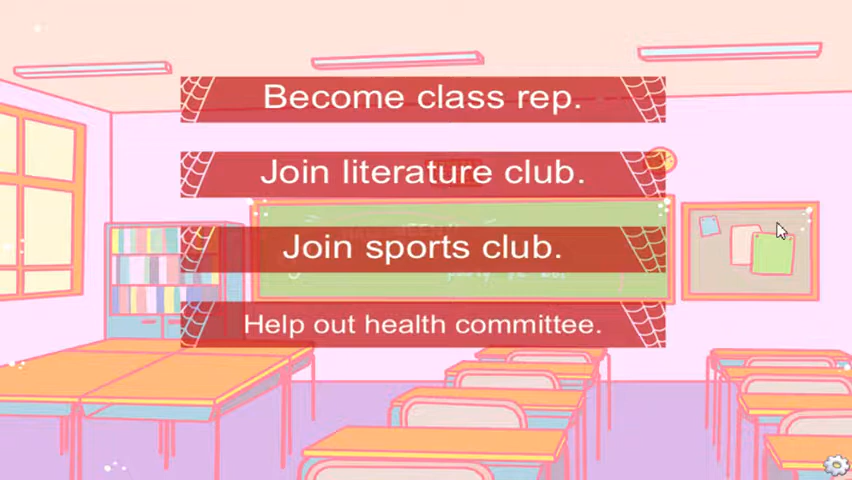 Become class rep.
Join literature club.
Join sports club.
Help out health committee.